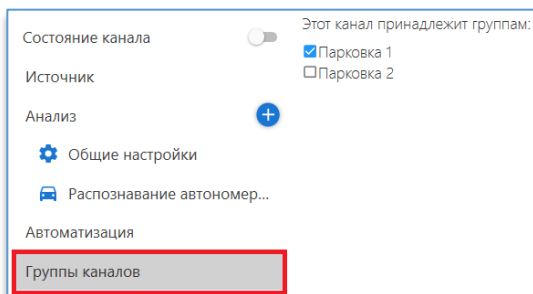 Состояние канала
Источник
Анализ
Общие настройки
Распознавание автономер...
Автоматизация
Группы каналов
Этот канал принадлежит группам:
Парковка 1
Парковка 2